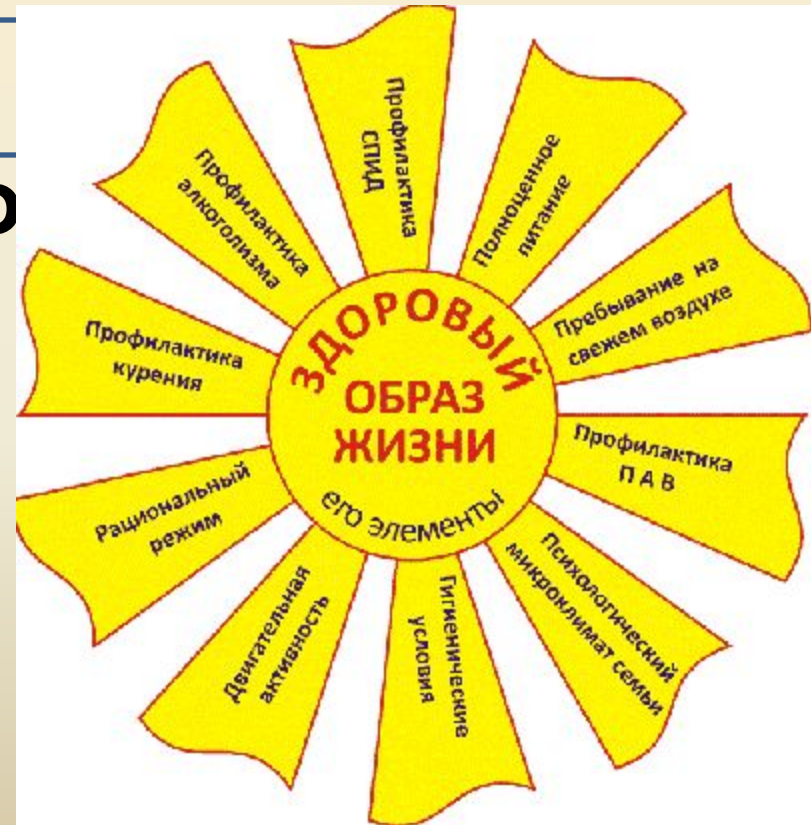 ЗДОРОВЫЙ
ОБРАЗ
ЖИЗНИ
его элементы
Профилактика
СПИД
Полноценное
питание
Пребывание на
свежем воздухе
Профилактика
П А В
Психологический
микроклимат семьи
Гигиенические
условия
Двигательная
активность
Рациональный
режим
Профилактика
курения
Профилактика
алкоголизма